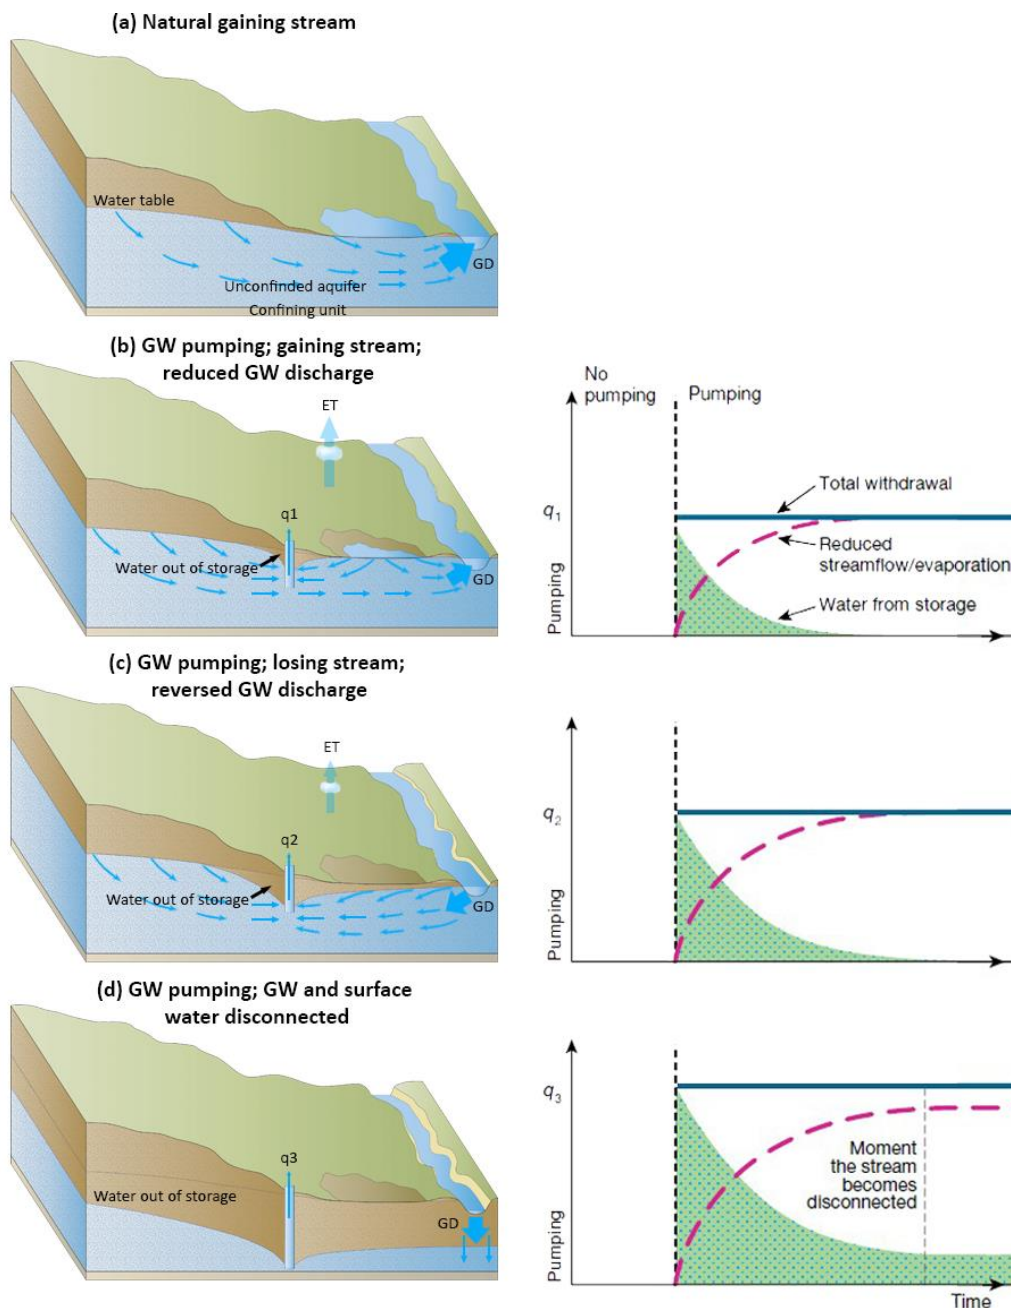 (a) Natural gaining stream
Water table
GD
Unconfinded aquifer
Confining unit
(b) GW pumping; gaining stream;
reduced GW discharge
ET
q1
Water out of storage
GD
No
pumping
Pumping
Total withdrawal
q1
Reduced
streamflow/evaporation
Water from storage
Pumping
(c) GW pumping; losing stream;
reversed GW discharge
ET
q2
Water out of storage
GD
q2
Pumping
(d) GW pumping; GW and surface
water disconnected
q3
Water out of storage
GD
q3
Moment
the stream
becomes
disconnected
Pumping
Time